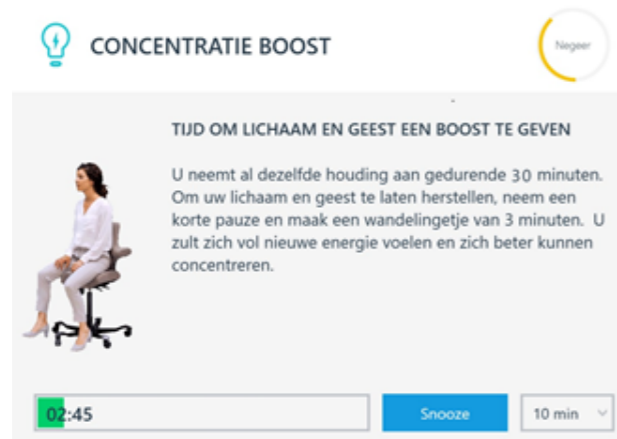 CONCENTRATIE BOOST
Negeer
TIJD OM LICHAAM EN GEEST EEN BOOST TE GEVEN
U neemt al dezelfde houding aan gedurende 30 minuten.
Om uw lichaam en geest te laten herstellen, neem een
korte pauze en maak een wandelingetje van 3 minuten. U
zult zich vol nieuwe energie voelen en zich beter kunnen
concentreren.
02:45
Snooze
10 min